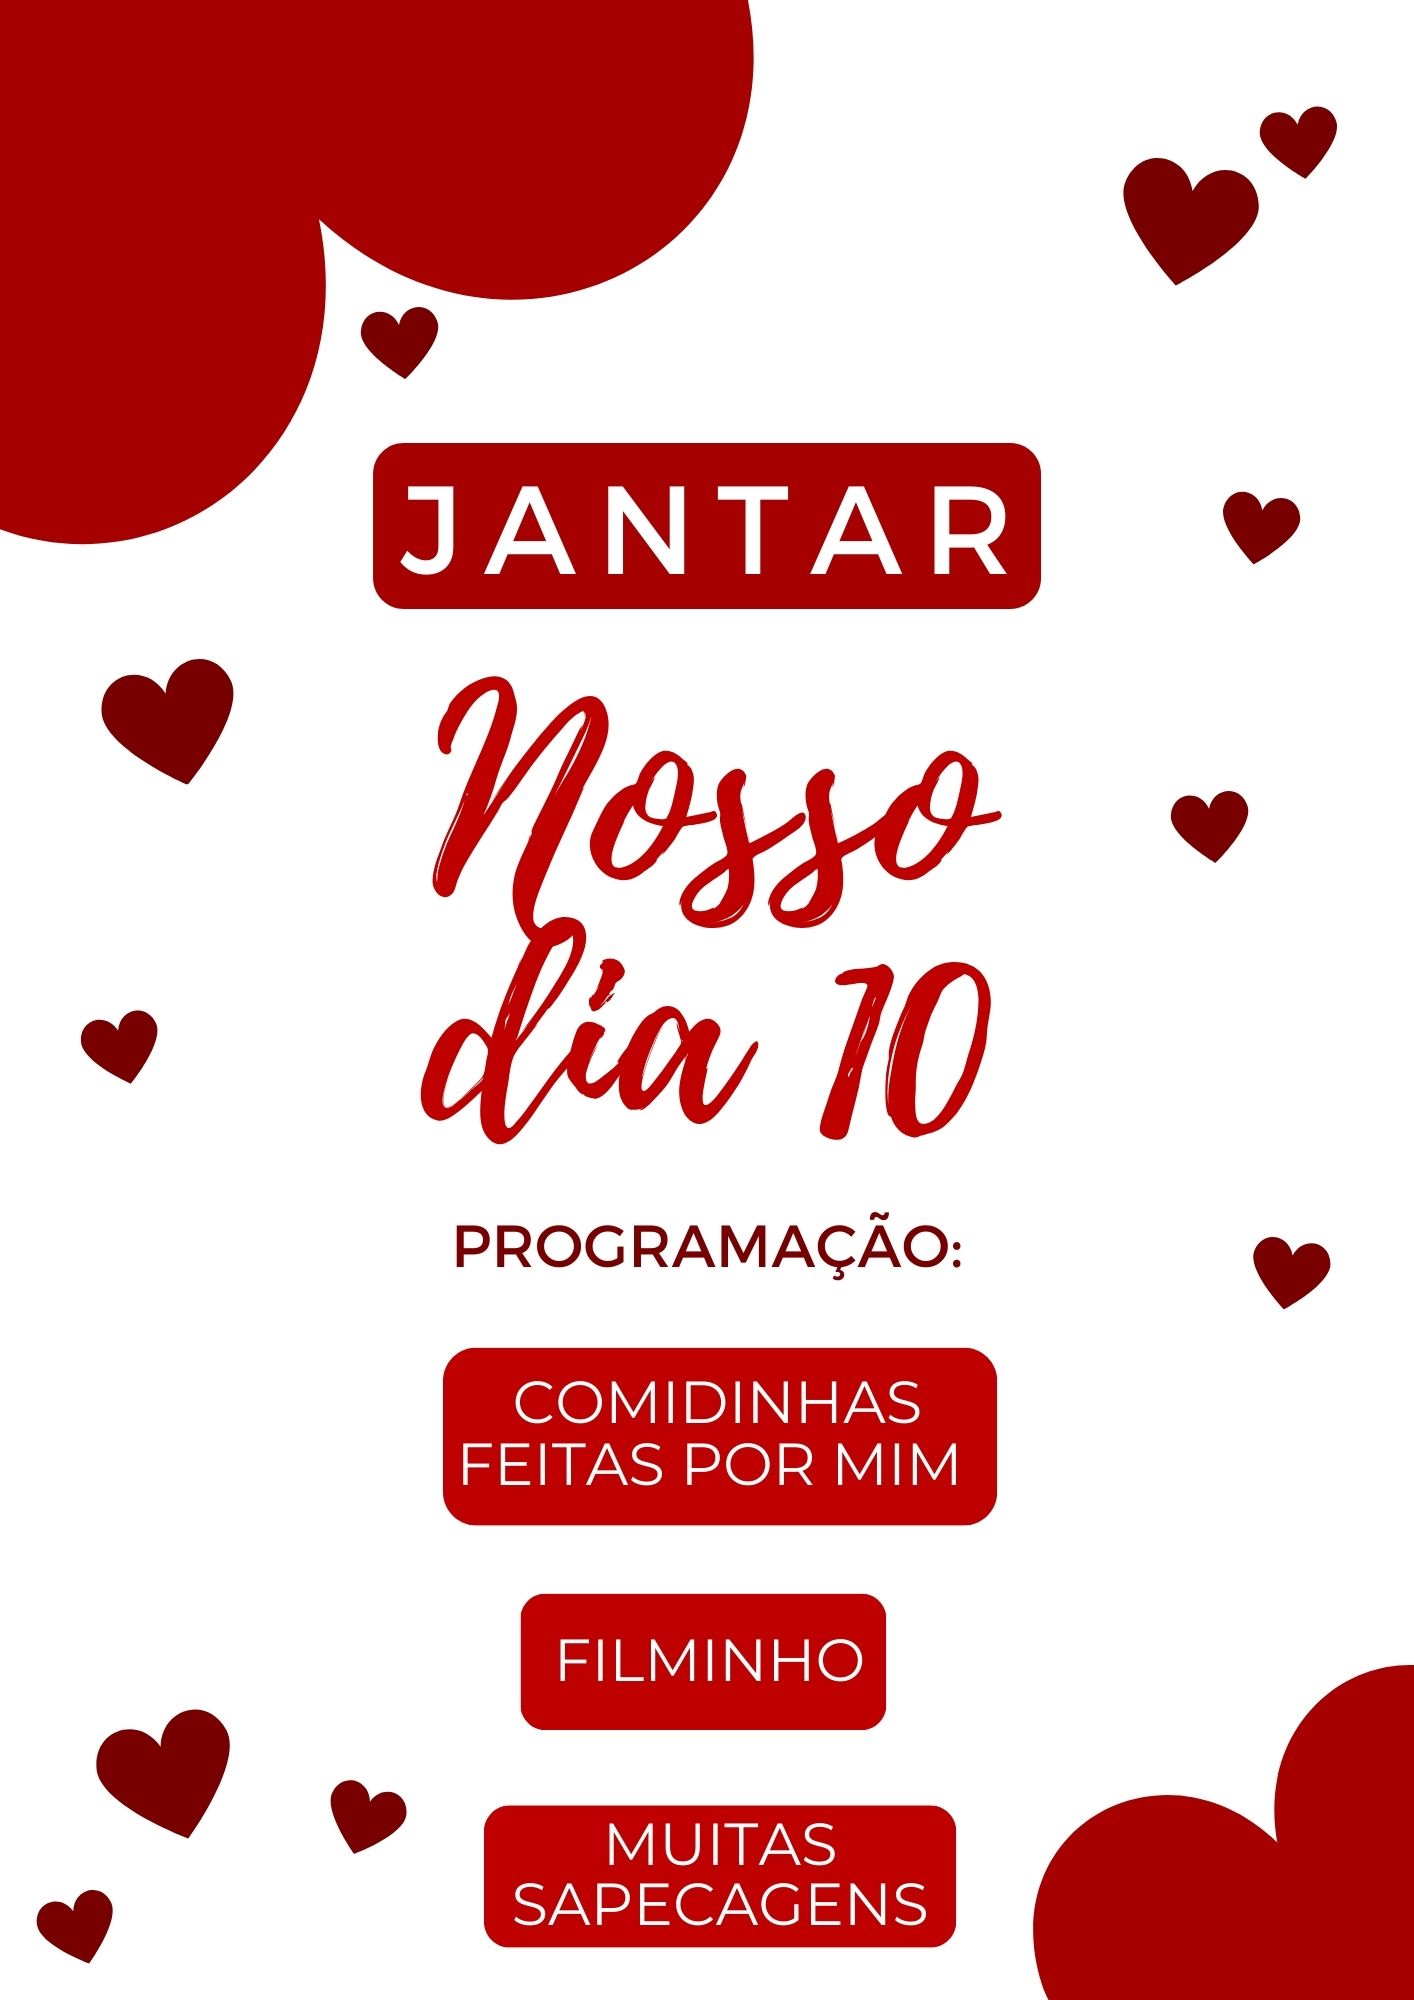 JANTAR
Nosso
dia 10
PROGRAMAÇÃO:
COMIDINHAS
FEITAS POR MIM
FILMINHO
MUITAS
SAPECAGENS